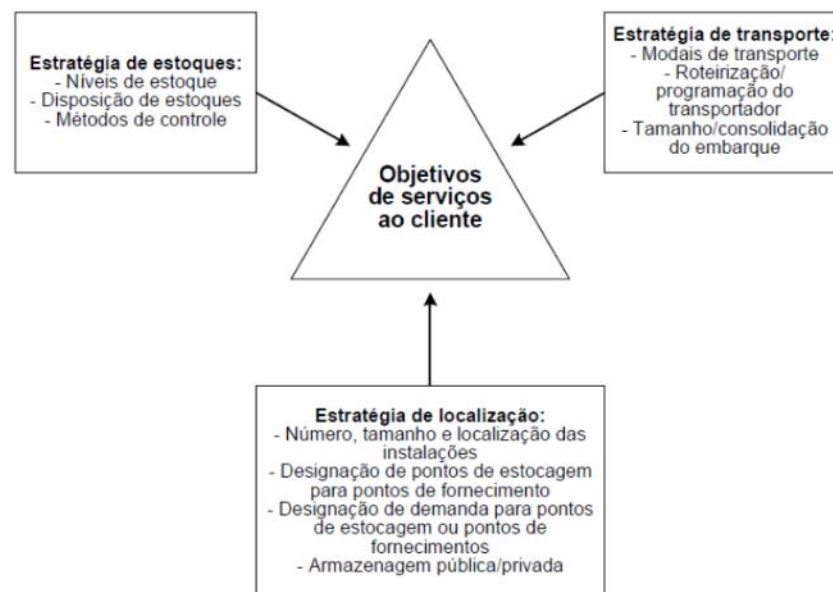 Estratégia de estoques:
- Níveis de estoque
- Disposição de estoques
- Métodos de controle
Estratégia de transporte:
- Modais de transporte
- Roteirização/
programação do
transportador
- Tamanho/consolidação
do embarque
Objetivos
de serviços
ao cliente
Estratégia de localização:
- Número, tamanho e localização das
instalações
- Designação de pontos de estocagem
para pontos de fornecimento
- Designação de demanda para pontos
de estocagem ou pontos de
fornecimentos
- Armazenagem pública/privada